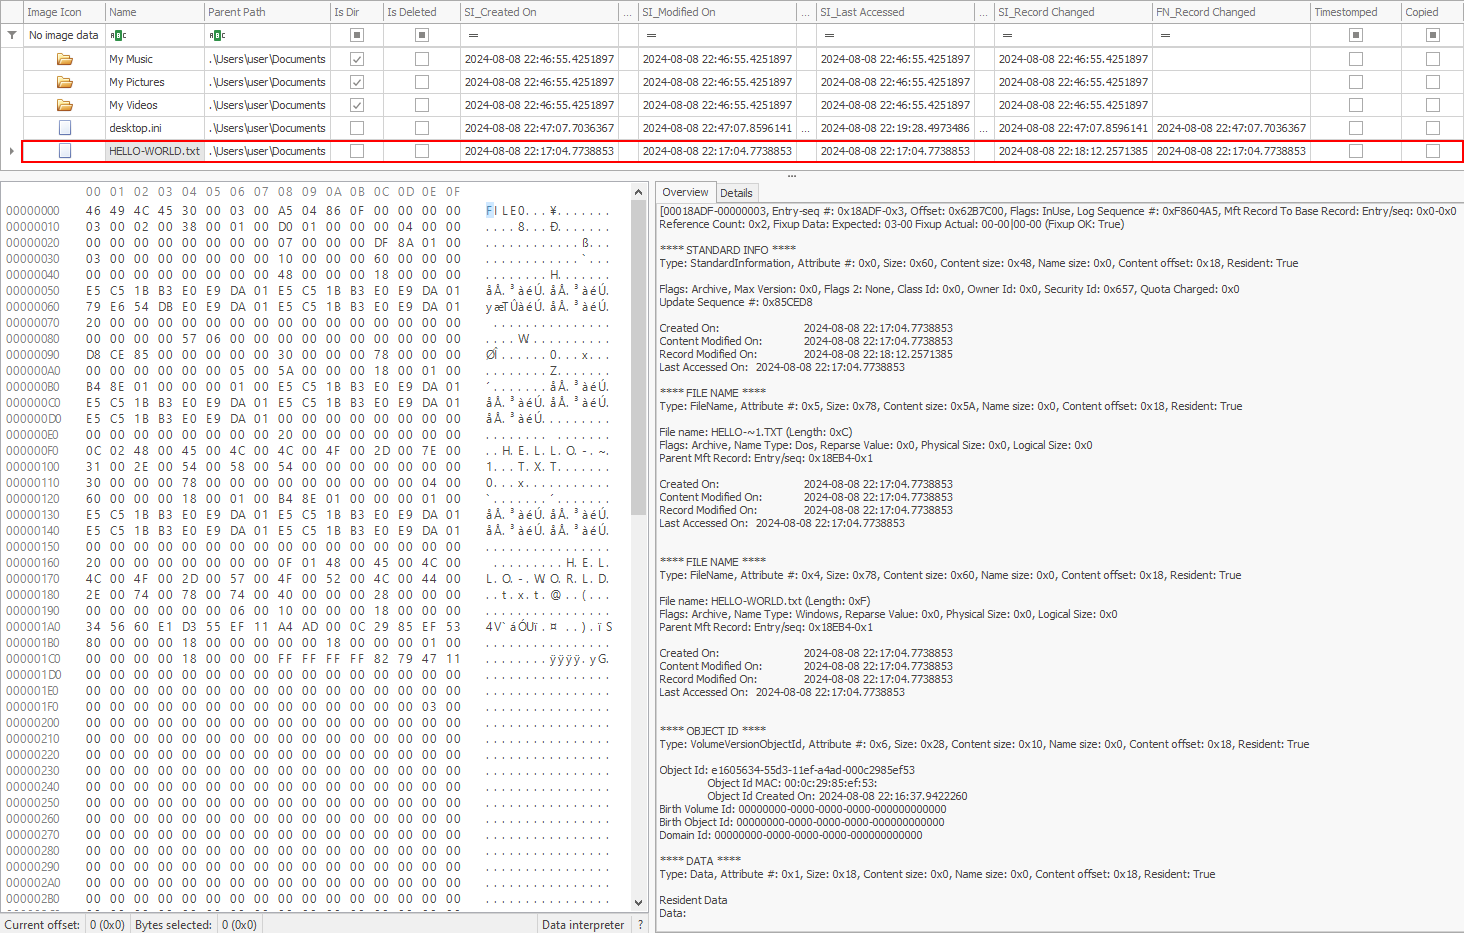 Image Icon Name Parent Path Is Dir Is Deleted SI_Created On ... SI_Modified On ... SI_Last Accessed ... SI_Record Changed FN_Record Changed Timestomped Copied
No image data = = = = =
My Music .\Users\user\Documents 2024-08-08 22:46:55.4251897 2024-08-08 22:46:55.4251897 2024-08-08 22:46:55.4251897 2024-08-08 22:46:55.4251897
My Pictures .\Users\user\Documents 2024-08-08 22:46:55.4251897 2024-08-08 22:46:55.4251897 2024-08-08 22:46:55.4251897 2024-08-08 22:46:55.4251897
My Videos .\Users\user\Documents 2024-08-08 22:46:55.4251897 2024-08-08 22:46:55.4251897 2024-08-08 22:46:55.4251897 2024-08-08 22:46:55.4251897
desktop.ini .\Users\user\Documents 2024-08-08 22:47:07.7036367 2024-08-08 22:47:07.8596141 ... 2024-08-08 22:19:28.4973486 ... 2024-08-08 22:47:07.8596141 2024-08-08 22:47:07.7036367
HELLO-WORLD.txt .\Users\user\Documents 2024-08-08 22:17:04.7738853 2024-08-08 22:17:04.7738853 2024-08-08 22:17:04.7738853 2024-08-08 22:18:12.2571385 2024-08-08 22:17:04.7738853
00 01 02 03 04 05 06 07 08 09 0A 0B 0C 0D 0E 0F
00000000 46 49 4C 45 30 00 03 00 A5 04 86 0F 00 00 00 00 FILE0...¥.......
00000010 03 00 02 00 38 00 01 00 D0 01 00 00 00 04 00 00 ....8...Ð.......
00000020 00 00 00 00 00 00 00 00 07 00 00 00 DF 8A 01 00 ............ß...
00000030 03 00 00 00 00 00 00 00 10 00 00 00 60 00 00 00 ............`...
00000040 00 00 00 00 00 00 00 00 48 00 00 00 18 00 00 00 ........H.......
00000050 E5 C5 1B B3 E0 E9 DA 01 E5 C5 1B B3 E0 E9 DA 01 åÅ.³àéÚ.åÅ.³àéÚ.
00000060 79 E6 54 DB E0 E9 DA 01 E5 C5 1B B3 E0 E9 DA 01 yæTÛàéÚ.åÅ.³àéÚ.
00000070 20 00 00 00 00 00 00 00 00 00 00 00 00 00 00 00 ...............
00000080 00 00 00 00 57 06 00 00 00 00 00 00 00 00 00 00 ....W...........
00000090 D8 CE 85 00 00 00 00 00 30 00 00 00 78 00 00 00 ØÎ......0...x...
000000A0 00 00 00 00 00 00 05 00 5A 00 00 00 18 00 01 00 ........Z.......
000000B0 B4 8E 01 00 00 00 01 00 E5 C5 1B B3 E0 E9 DA 01 ´.......åÅ.³àéÚ.
000000C0 E5 C5 1B B3 E0 E9 DA 01 E5 C5 1B B3 E0 E9 DA 01 åÅ.³àéÚ.åÅ.³àéÚ.
000000D0 E5 C5 1B B3 E0 E9 DA 01 00 00 00 00 00 00 00 00 åÅ.³àéÚ.........
000000E0 00 00 00 00 00 00 00 00 20 00 00 00 00 00 00 00 ........ .......
000000F0 0C 02 48 00 45 00 4C 00 4C 00 4F 00 2D 00 7E 00 ..H.E.L.L.O.-.~.
00000100 31 00 2E 00 54 00 58 00 54 00 00 00 00 00 00 00 1...T.X.T.......
00000110 30 00 00 00 78 00 00 00 00 00 00 00 00 00 04 00 0...x...........
00000120 60 00 00 00 18 00 01 00 B4 8E 01 00 00 00 01 00 `.......´.......
00000130 E5 C5 1B B3 E0 E9 DA 01 E5 C5 1B B3 E0 E9 DA 01 åÅ.³àéÚ.åÅ.³àéÚ.
00000140 E5 C5 1B B3 E0 E9 DA 01 E5 C5 1B B3 E0 E9 DA 01 åÅ.³àéÚ.åÅ.³àéÚ.
00000150 00 00 00 00 00 00 00 00 00 00 00 00 00 00 00 00 ................
00000160 20 00 00 00 00 00 00 00 0F 01 48 00 45 00 4C 00 .........H.E.L.
00000170 4C 00 4F 00 2D 00 57 00 4F 00 52 00 4C 00 44 00 L.O.-.W.O.R.L.D.
00000180 2E 00 74 00 78 00 74 00 40 00 00 00 28 00 00 00 ..t.x.t.@...(...
00000190 00 00 00 00 00 00 06 00 10 00 00 00 18 00 00 00 ................
000001A0 34 56 60 E1 D3 55 EF 11 A4 AD 00 0C 29 85 EF 53 4V`áÓUï.¤...).ïS
000001B0 80 00 00 00 18 00 00 00 00 00 18 00 00 00 01 00 ................
000001C0 00 00 00 00 18 00 00 00 FF FF FF FF 82 79 47 11 ........ÿÿÿÿ.yG.
000001D0 00 00 00 00 00 00 00 00 00 00 00 00 00 00 00 00 ................
000001E0 00 00 00 00 00 00 00 00 00 00 00 00 00 00 00 00 ................
000001F0 00 00 00 00 00 00 00 00 00 00 00 00 00 00 03 00 ................
00000200 00 00 00 00 00 00 00 00 00 00 00 00 00 00 00 00 ................
00000210 00 00 00 00 00 00 00 00 00 00 00 00 00 00 00 00 ................
00000220 00 00 00 00 00 00 00 00 00 00 00 00 00 00 00 00 ................
00000230 00 00 00 00 00 00 00 00 00 00 00 00 00 00 00 00 ................
00000240 00 00 00 00 00 00 00 00 00 00 00 00 00 00 00 00 ................
00000250 00 00 00 00 00 00 00 00 00 00 00 00 00 00 00 00 ................
00000260 00 00 00 00 00 00 00 00 00 00 00 00 00 00 00 00 ................
00000270 00 00 00 00 00 00 00 00 00 00 00 00 00 00 00 00 ................
00000280 00 00 00 00 00 00 00 00 00 00 00 00 00 00 00 00 ................
00000290 00 00 00 00 00 00 00 00 00 00 00 00 00 00 00 00 ................
000002A0 00 00 00 00 00 00 00 00 00 00 00 00 00 00 00 00 ................
000002B0 00 00 00 00 00 00 00 00 00 00 00 00 00 00 00 00 ................
Current offset: 0 (0x0) Bytes selected: 0 (0x0) Data interpreter ?
Overview Details
[00018ADF-00000003, Entry-seq #: 0x18ADF-0x3, Offset: 0x62B7C00, Flags: InUse, Log Sequence #: 0xF8604A5, Mft Record To Base Record: Entry/seq: 0x0-0x0
Reference Count: 0x2, Fixup Data: Expected: 03-00 Fixup Actual: 00-00|00-00 (Fixup OK: True)
**** STANDARD INFO ****
Type: StandardInformation, Attribute #: 0x0, Size: 0x60, Content size: 0x48, Name size: 0x0, Content offset: 0x18, Resident: True
Flags: Archive, Max Version: 0x0, Flags 2: None, Class Id: 0x0, Owner Id: 0x0, Security Id: 0x657, Quota Charged: 0x0
Update Sequence #: 0x85CED8
Created On: 2024-08-08 22:17:04.7738853
Content Modified On: 2024-08-08 22:17:04.7738853
Record Modified On: 2024-08-08 22:18:12.2571385
Last Accessed On: 2024-08-08 22:17:04.7738853
**** FILE NAME ****
Type: FileName, Attribute #: 0x5, Size: 0x78, Content size: 0x5A, Name size: 0x0, Content offset: 0x18, Resident: True
File name: HELLO-~1.TXT (Length: 0xC)
Flags: Archive, Name Type: Dos, Reparse Value: 0x0, Physical Size: 0x0, Logical Size: 0x0
Parent Mft Record: Entry/seq: 0x18EB4-0x1
Created On: 2024-08-08 22:17:04.7738853
Content Modified On: 2024-08-08 22:17:04.7738853
Record Modified On: 2024-08-08 22:17:04.7738853
Last Accessed On: 2024-08-08 22:17:04.7738853
**** FILE NAME ****
Type: FileName, Attribute #: 0x4, Size: 0x78, Content size: 0x60, Name size: 0x0, Content offset: 0x18, Resident: True
File name: HELLO-WORLD.txt (Length: 0xF)
Flags: Archive, Name Type: Windows, Reparse Value: 0x0, Physical Size: 0x0, Logical Size: 0x0
Parent Mft Record: Entry/seq: 0x18EB4-0x1
Created On: 2024-08-08 22:17:04.7738853
Content Modified On: 2024-08-08 22:17:04.7738853
Record Modified On: 2024-08-08 22:17:04.7738853
Last Accessed On: 2024-08-08 22:17:04.7738853
**** OBJECT ID ****
Type: VolumeVersionObjectId, Attribute #: 0x6, Size: 0x28, Content size: 0x10, Name size: 0x0, Content offset: 0x18, Resident: True
Object Id: e1605634-55d3-11ef-a4ad-000c2985ef53
Object Id MAC: 00:0c:29:85:ef:53:
Object Id Created On: 2024-08-08 22:16:37.9422260
Birth Volume Id: 00000000-0000-0000-0000-000000000000
Birth Object Id: 00000000-0000-0000-0000-000000000000
Domain Id: 00000000-0000-0000-0000-000000000000
**** DATA ****
Type: Data, Attribute #: 0x1, Size: 0x18, Content size: 0x0, Name size: 0x0, Content offset: 0x18, Resident: True
Resident Data
Data: